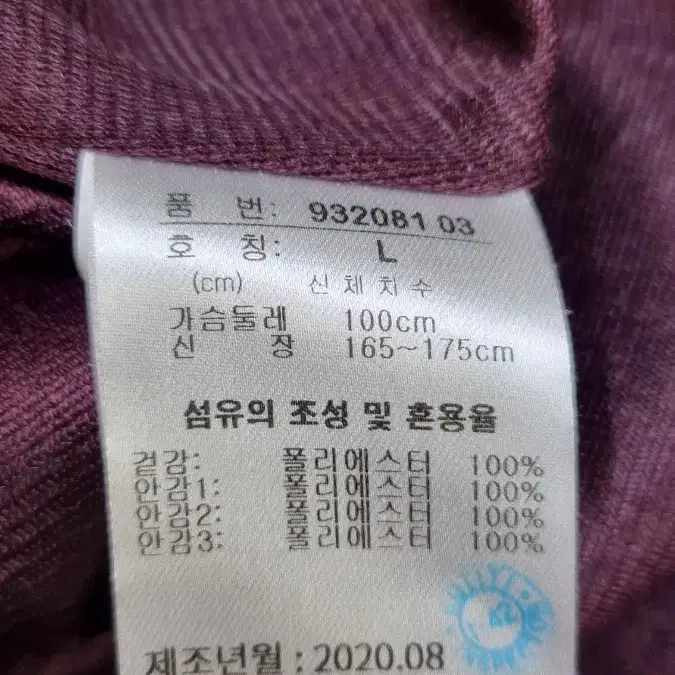 품 번: 932081 03
호 칭: L
(cm) 신체치수
가슴둘레 100cm
신 장 165~175cm
섬유의 조성 및 혼용율
겉감: 폴리에스터 100%
안감1: 폴리에스터 100%
안감2: 폴리에스터 100%
안감3: 폴리에스터 100%
제조년월 : 2020.08